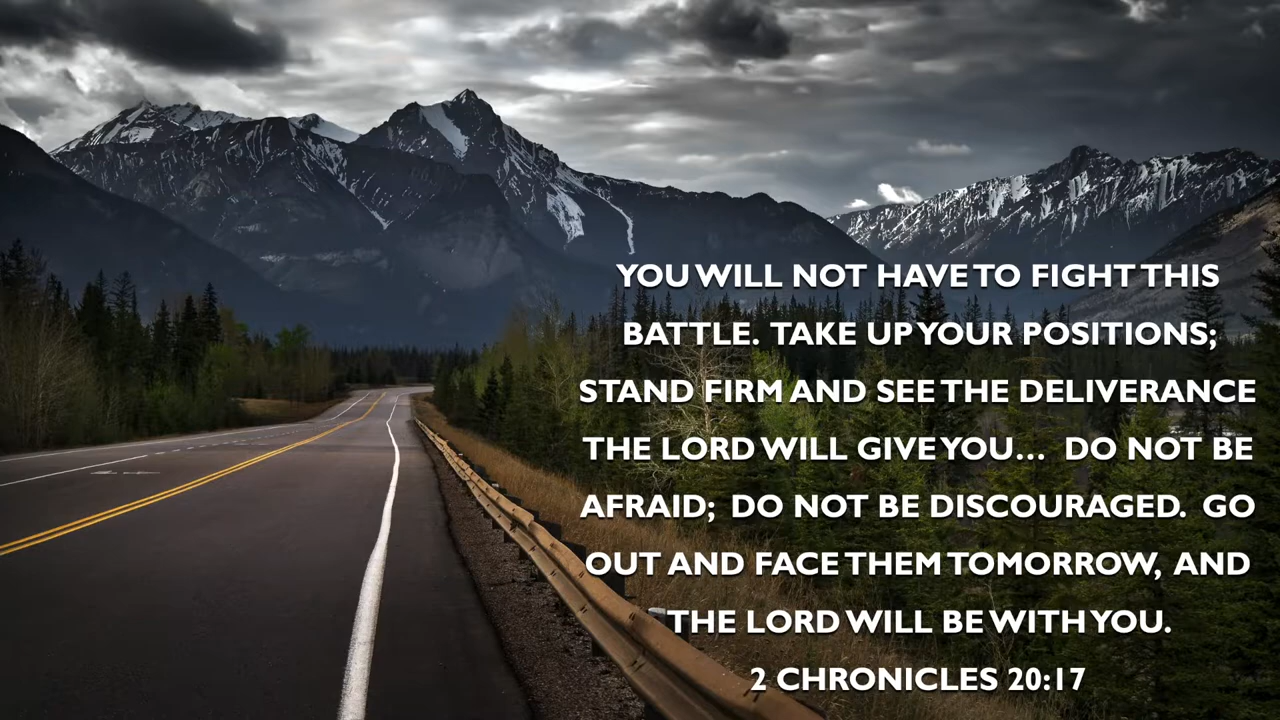 YOU WILL NOT HAVE TO FIGHT THIS
BATTLE. TAKE UP YOUR POSITIONS;
STAND FIRM AND SEE THE DELIVERANCE
THE LORD WILL GIVE YOU... DO NOT BE
AFRAID; DO NOT BE DISCOURAGED. GO
OUT AND FACE THEM TOMORROW, AND
THE LORD WILL BE WITH YOU.
2 CHRONICLES 20:17